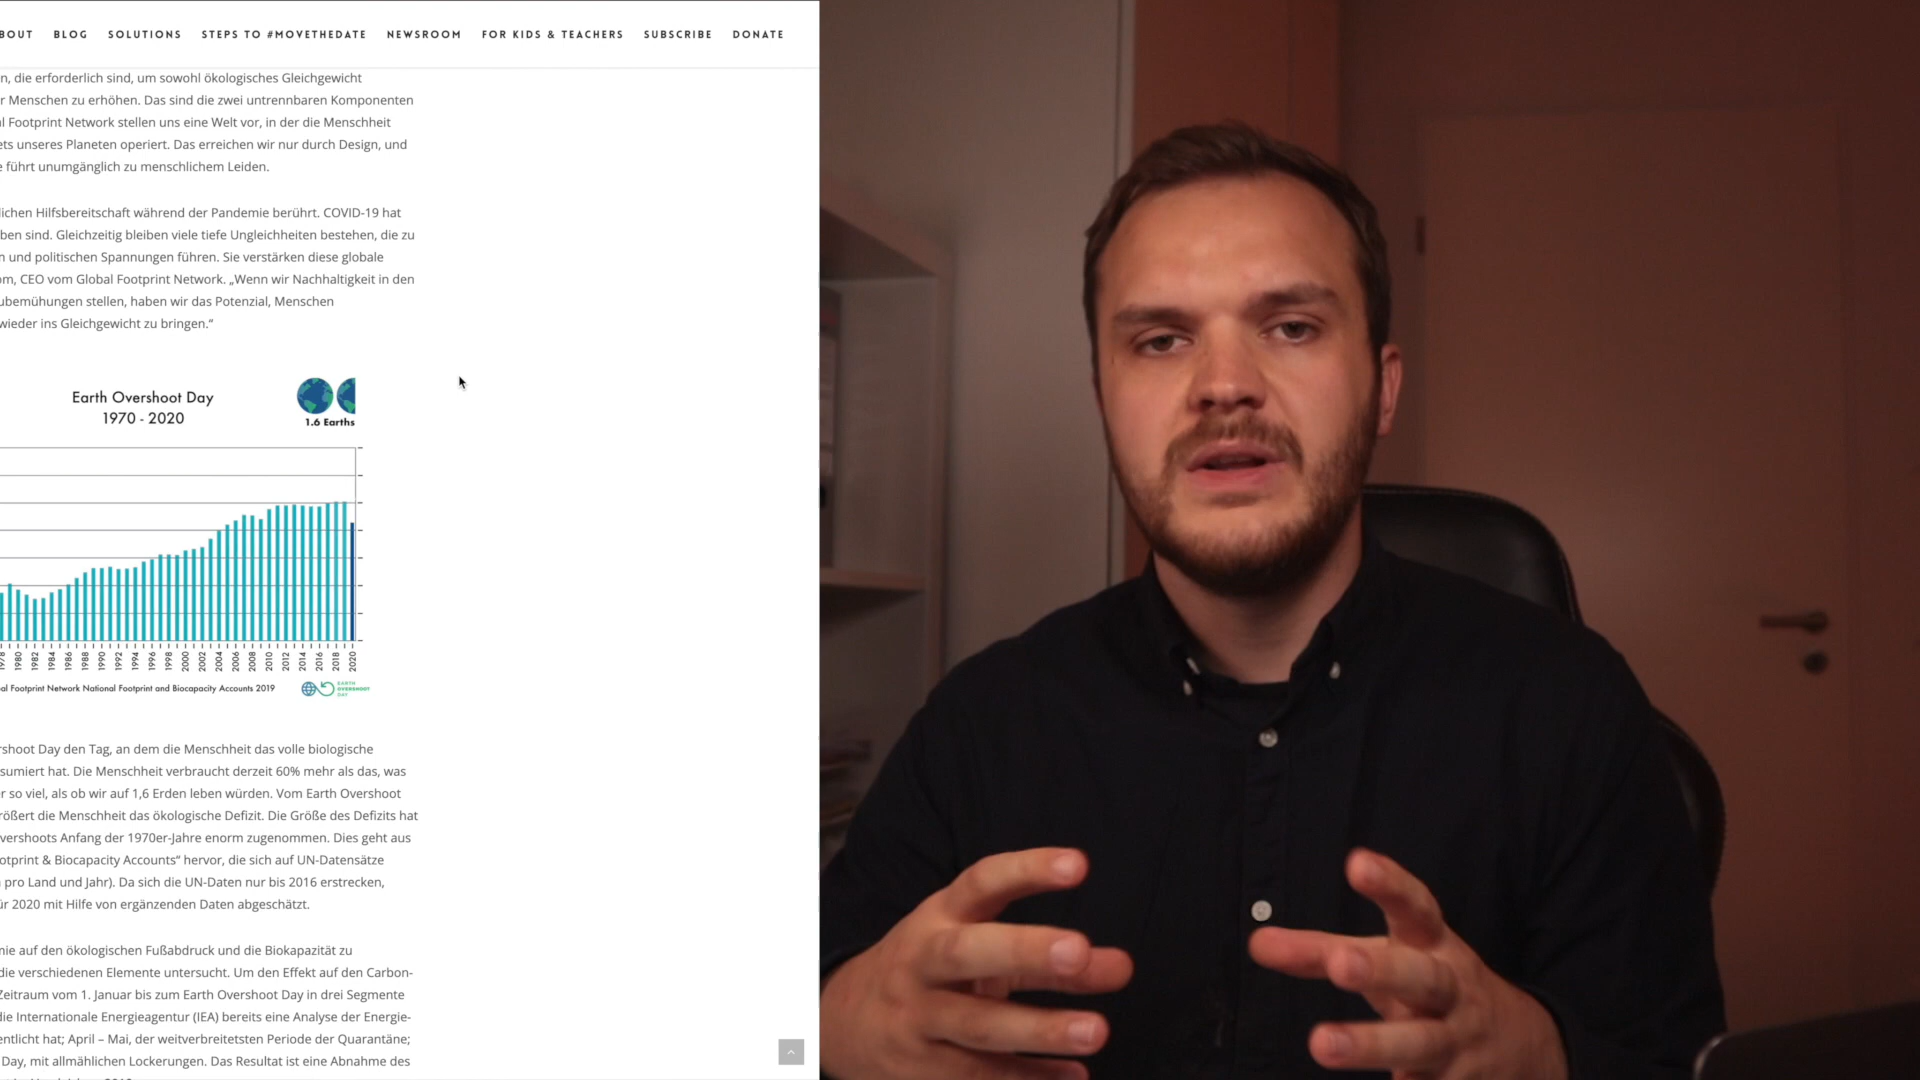 BOUT BLOG SOLUTIONS STEPS TO #MOVETHEDATE NEWSROOM FOR KIDS & TEACHERS SUBSCRIBE DONATE
n, die erforderlich sind, um sowohl ökologisches Gleichgewicht
r Menschen zu erhöhen. Das sind die zwei untrennbaren Komponenten
l Footprint Network stellen uns eine Welt vor, in der die Menschheit
ets unseres Planeten operiert. Das erreichen wir nur durch Design, und
e führt unumgänglich zu menschlichem Leiden.
lichen Hilfsbereitschaft während der Pandemie berührt. COVID-19 hat
ben sind. Gleichzeitig bleiben viele tiefe Ungleichheiten bestehen, die zu
n und politischen Spannungen führen. Sie verstärken diese globale
om, CEO vom Global Footprint Network. „Wenn wir Nachhaltigkeit in den
ubemühungen stellen, haben wir das Potenzial, Menschen
wieder ins Gleichgewicht zu bringen.“
Earth Overshoot Day
1970 - 2020
1.6 Earths
1978 1980 1982 1984 1986 1988 1990 1992 1994 1996 1998 2000 2002 2004 2006 2008 2010 2012 2014 2016 2018 2020
al Footprint Network National Footprint and Biocapacity Accounts 2019
EARTH
OVERSHOOT
DAY
rshoot Day den Tag, an dem die Menschheit das volle biologische
sumiert hat. Die Menschheit verbraucht derzeit 60% mehr als das, was
r so viel, als ob wir auf 1,6 Erden leben würden. Vom Earth Overshoot
rößert die Menschheit das ökologische Defizit. Die Größe des Defizits hat
vershoots Anfang der 1970er-Jahre enorm zugenommen. Dies geht aus
otprint & Biocapacity Accounts“ hervor, die sich auf UN-Datensätze
n pro Land und Jahr). Da sich die UN-Daten nur bis 2016 erstrecken,
ür 2020 mit Hilfe von ergänzenden Daten abgeschätzt.
mie auf den ökologischen Fußabdruck und die Biokapazität zu
die verschiedenen Elemente untersucht. Um den Effekt auf den Carbon-
Zeitraum vom 1. Januar bis zum Earth Overshoot Day in drei Segmente
die Internationale Energieagentur (IEA) bereits eine Analyse der Energie-
entlicht hat; April – Mai, der weitverbreitetsten Periode der Quarantäne;
Day, mit allmählichen Lockerungen. Das Resultat ist eine Abnahme des